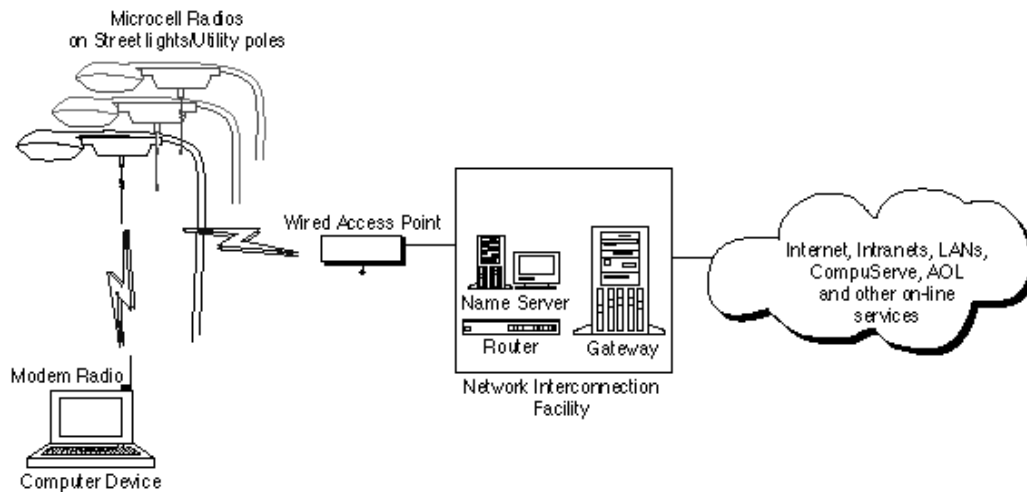 Microcell Radios
on Streetlights/Utility poles
Wired Access Point
Internet, Intranets, LANs,
CompuServe, AOL
and other on-line
services
Name Server
Router
Gateway
Network Interconnection
Facility
Modem Radio
Computer Device